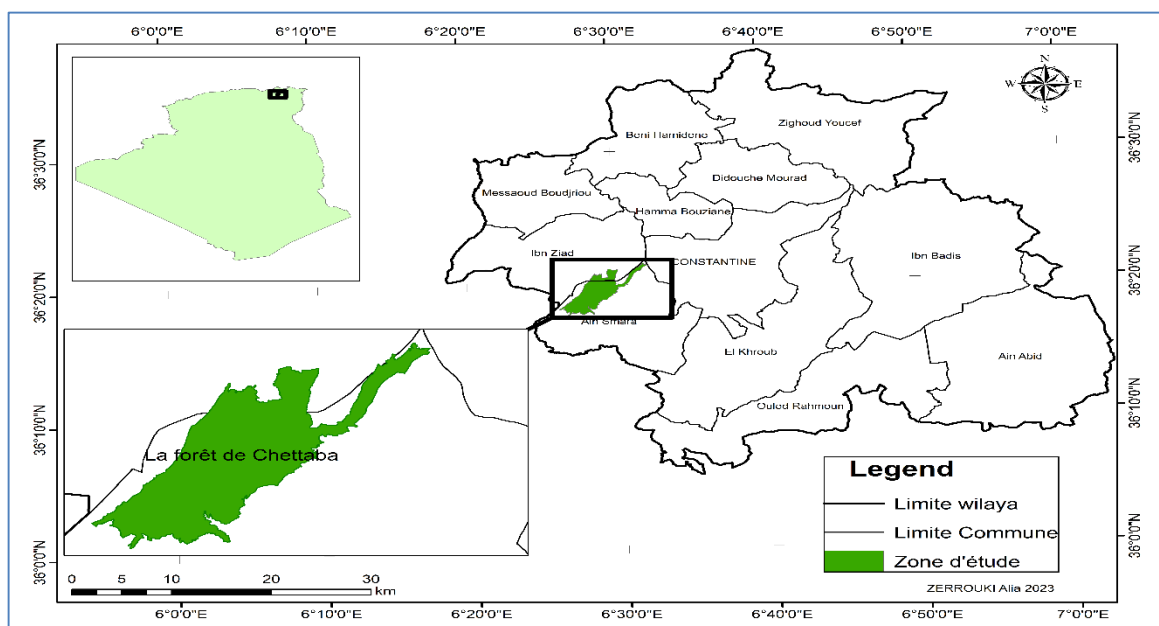 6°0'0"E 6°10'0"E 6°20'0"E 6°30'0"E 6°40'0"E 6°50'0"E 7°0'0"E
N
W E
S
36°30'0"N
36°20'0"N
36°10'0"N
36°0'0"N
Zighoud Youcef
Beni Hamidene
Didouche Mourad
Messaoud Boudjriou
Hamma Bouziane
Ibn Ziad
CONSTANTINE
Ibn Badis
Ain Smara
El Khroub
Ain Abid
Ouled Rahmoun
La forêt de Chettaba
36°30'0"N
36°20'0"N
36°10'0"N
36°0'0"N
Legend
Limite wilaya
Limite Commune
Zone d'étude
0 5 10 20 30
km
ZERROUKI Alia 2023
6°0'0"E 6°10'0"E 6°20'0"E 6°30'0"E 6°40'0"E 6°50'0"E 7°0'0"E